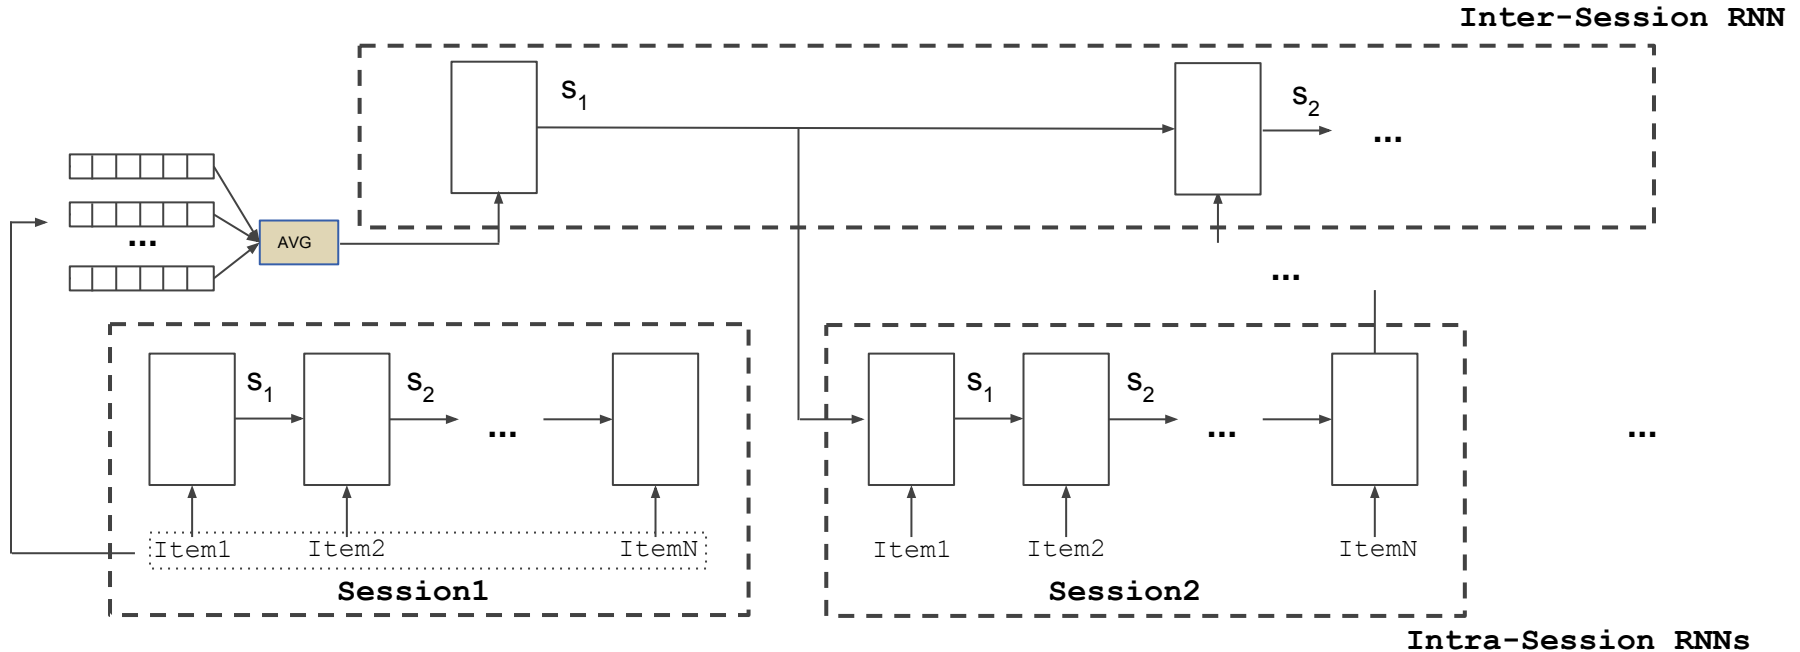 Inter-Session RNN
S1
S2
...
...
AVG
...
S1
S2
...
S1
S2
...
...
Item1
Item2
ItemN
Item1
Item2
ItemN
Session1
Session2
Intra-Session RNNs